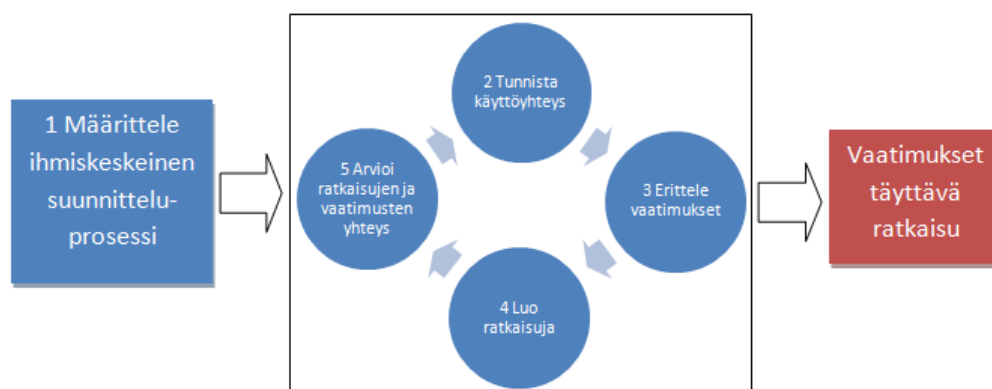 1 Määrittele
ihmiskeskeinen
suunnittelu-
prosessi
2 Tunnista
käyttöyhteys
3 Erittele
vaatimukset
4 Luo
ratkaisuja
5 Arvioi
ratkaisujen ja
vaatimusten
yhteys
Vaatimukset
täyttävä
ratkaisu